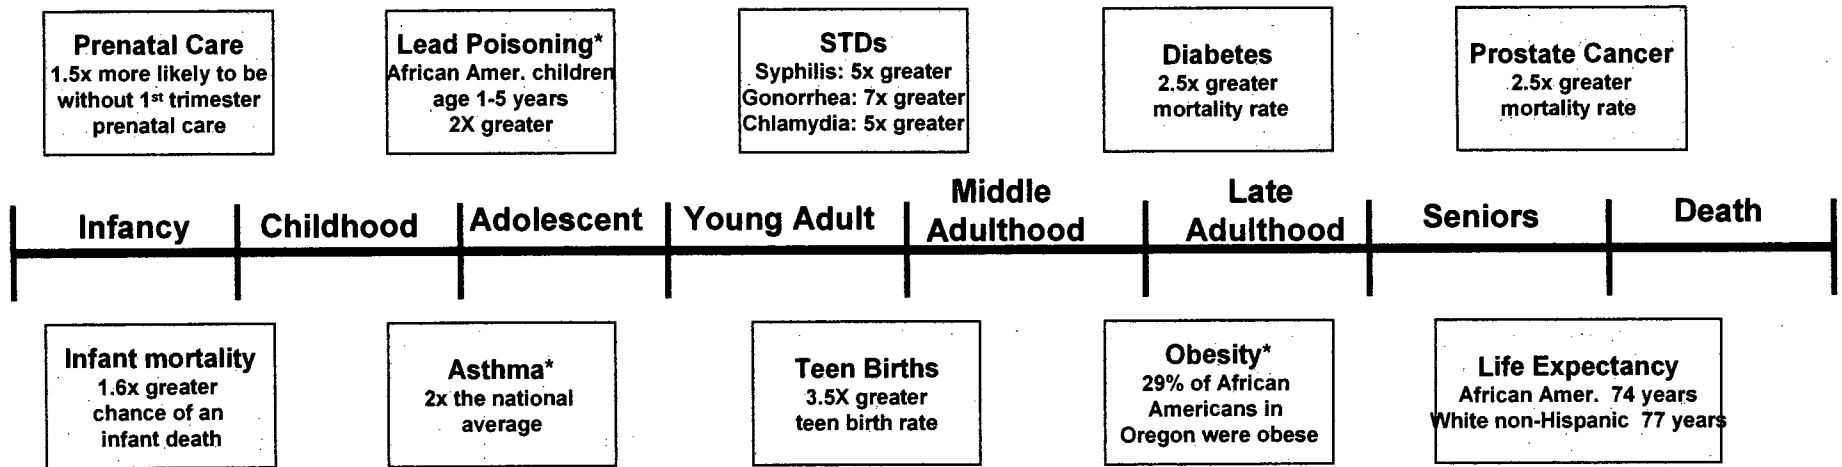 Prenatal Care
1.5x more likely to be
without 1st trimester
prenatal care
Lead Poisoning*
African Amer. children
age 1-5 years
2X greater
STDs
Syphilis: 5x greater
Gonorrhea: 7x greater
Chlamydia: 5x greater
Diabetes
2.5x greater
mortality rate
Prostate Cancer
2.5x greater
mortality rate
Infancy
Childhood
Adolescent
Young Adult
Middle
Adulthood
Late
Adulthood
Seniors
Death
Infant mortality
1.6x greater
chance of an
infant death
Asthma*
2x the national
average
Teen Births
3.5X greater
teen birth rate
Obesity*
29% of African
Americans in
Oregon were obese
Life Expectancy
African Amer. 74 years
White non-Hispanic 77 years